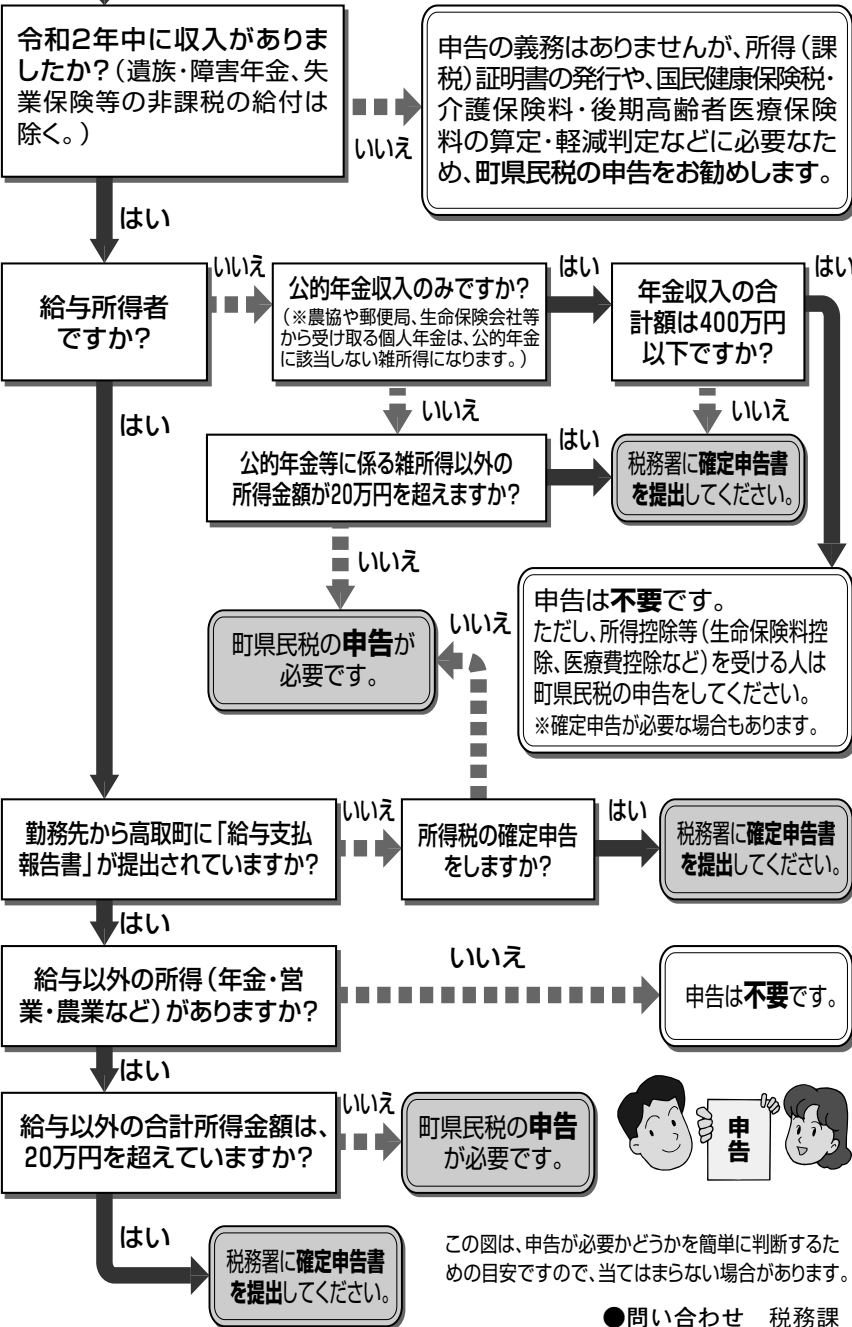 令和2年中に収入がありま
したか?（遺族・障害年金、失
業保険等の非課税の給付は
除く。）
いいえ
申告の義務はありませんが、所得（課
税）証明書の発行や、国民健康保険税・
介護保険料・後期高齢者医療保険
料の算定・軽減判定などに必要なた
め、町県民税の申告をお勧めします。
はい
給与所得者
ですか?
いいえ
公的年金収入のみですか?
（※農協や郵便局、生命保険会社等
から受け取る個人年金は、公的年金
に該当しない雑所得になります。）
はい
年金収入の合
計額は400万円
以下ですか?
はい
はい
いいえ
いいえ
公的年金等に係る雑所得以外の
所得金額が20万円を超えますか?
はい
税務署に確定申告書
を提出してください。
いいえ
町県民税の申告が
必要です。
いいえ
申告は不要です。
ただし、所得控除等（生命保険料控
除、医療費控除など）を受ける人は
町県民税の申告をしてください。
※確定申告が必要な場合もあります。
勤務先から高取町に「給与支払
報告書」が提出されていますか?
いいえ
所得税の確定申告
をしますか?
はい
税務署に確定申告書
を提出してください。
はい
給与以外の所得（年金・営
業・農業など）がありますか?
いいえ
申告は不要です。
はい
給与以外の合計所得金額は、
20万円を超えていますか?
いいえ
町県民税の申告
が必要です。
申告
はい
税務署に確定申告書
を提出してください。
この図は、申告が必要かどうかを簡単に判断するた
めの目安ですので、当てはまらない場合があります。
●問い合わせ 税務課